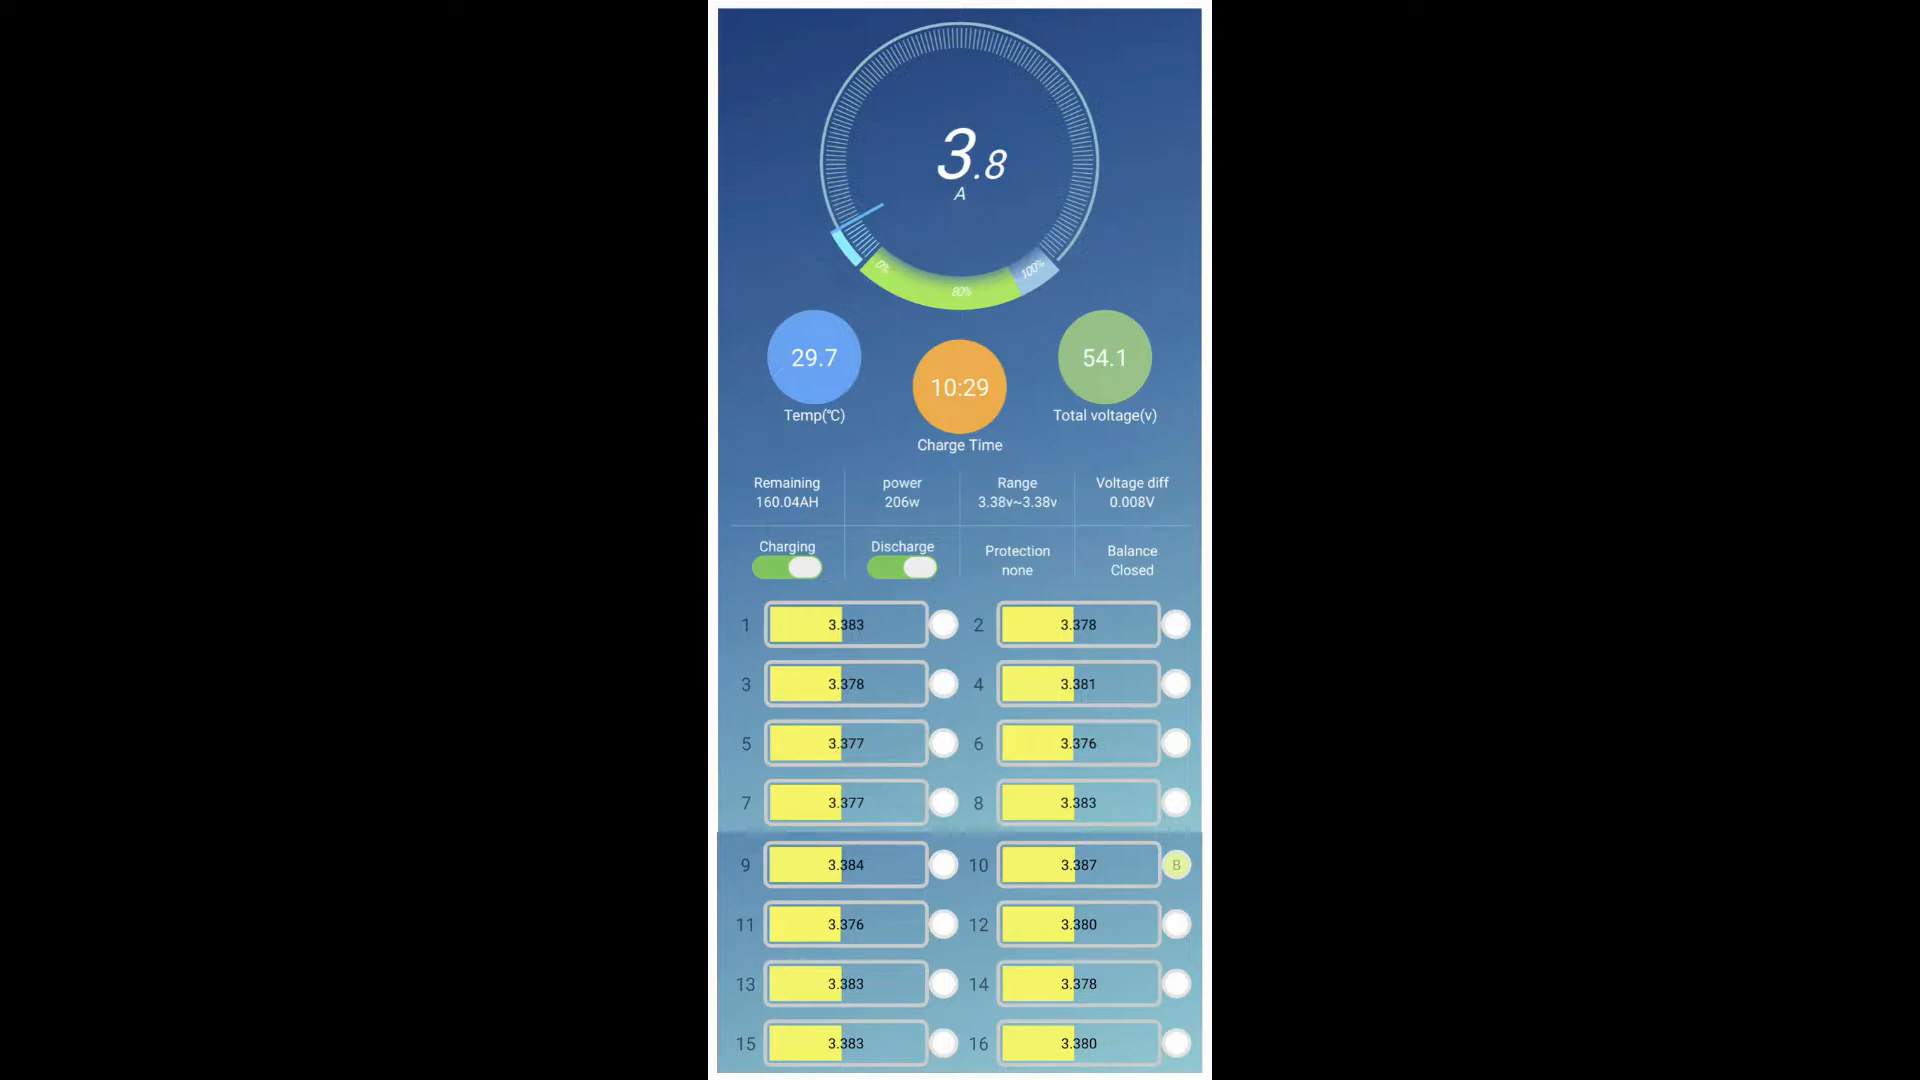 3.8
A
0%
80%
100%
29.7
Temp(℃)
10:29
Charge Time
54.1
Total voltage(v)
Remaining
160.04AH
power
206w
Range
3.38v~3.38v
Voltage diff
0.008V
Charging
Discharge
Protection
none
Balance
Closed
1 3.383 2 3.378
3 3.378 4 3.381
5 3.377 6 3.376
7 3.377 8 3.383
9 3.384 10 3.387 B
11 3.376 12 3.380
13 3.383 14 3.378
15 3.383 16 3.380